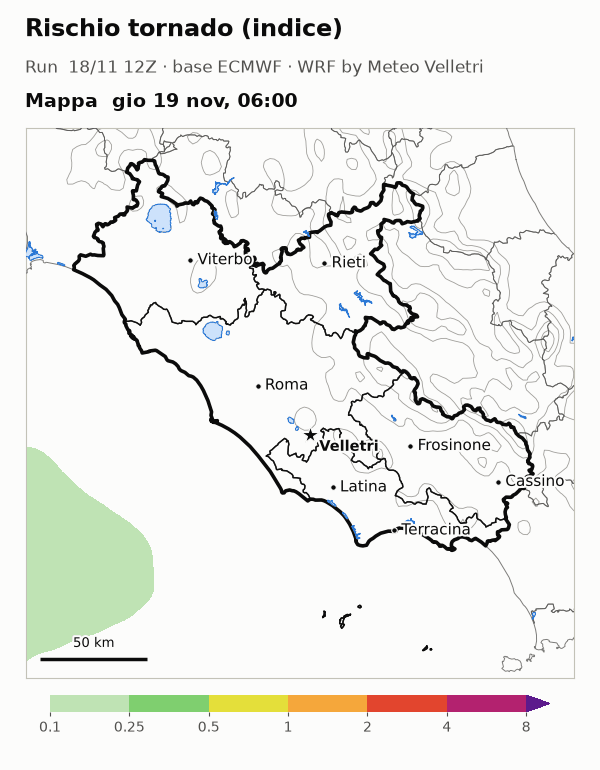 Rischio tornado (indice)
Run  18/11 12Z · base ECMWF · WRF by Meteo Velletri
Mappa  gio 19 nov, 06:00
Viterbo
Rieti
Roma
Velletri
Frosinone
Latina
Cassino
Terracina
50 km
0.1 0.25 0.5 1 2 4 8